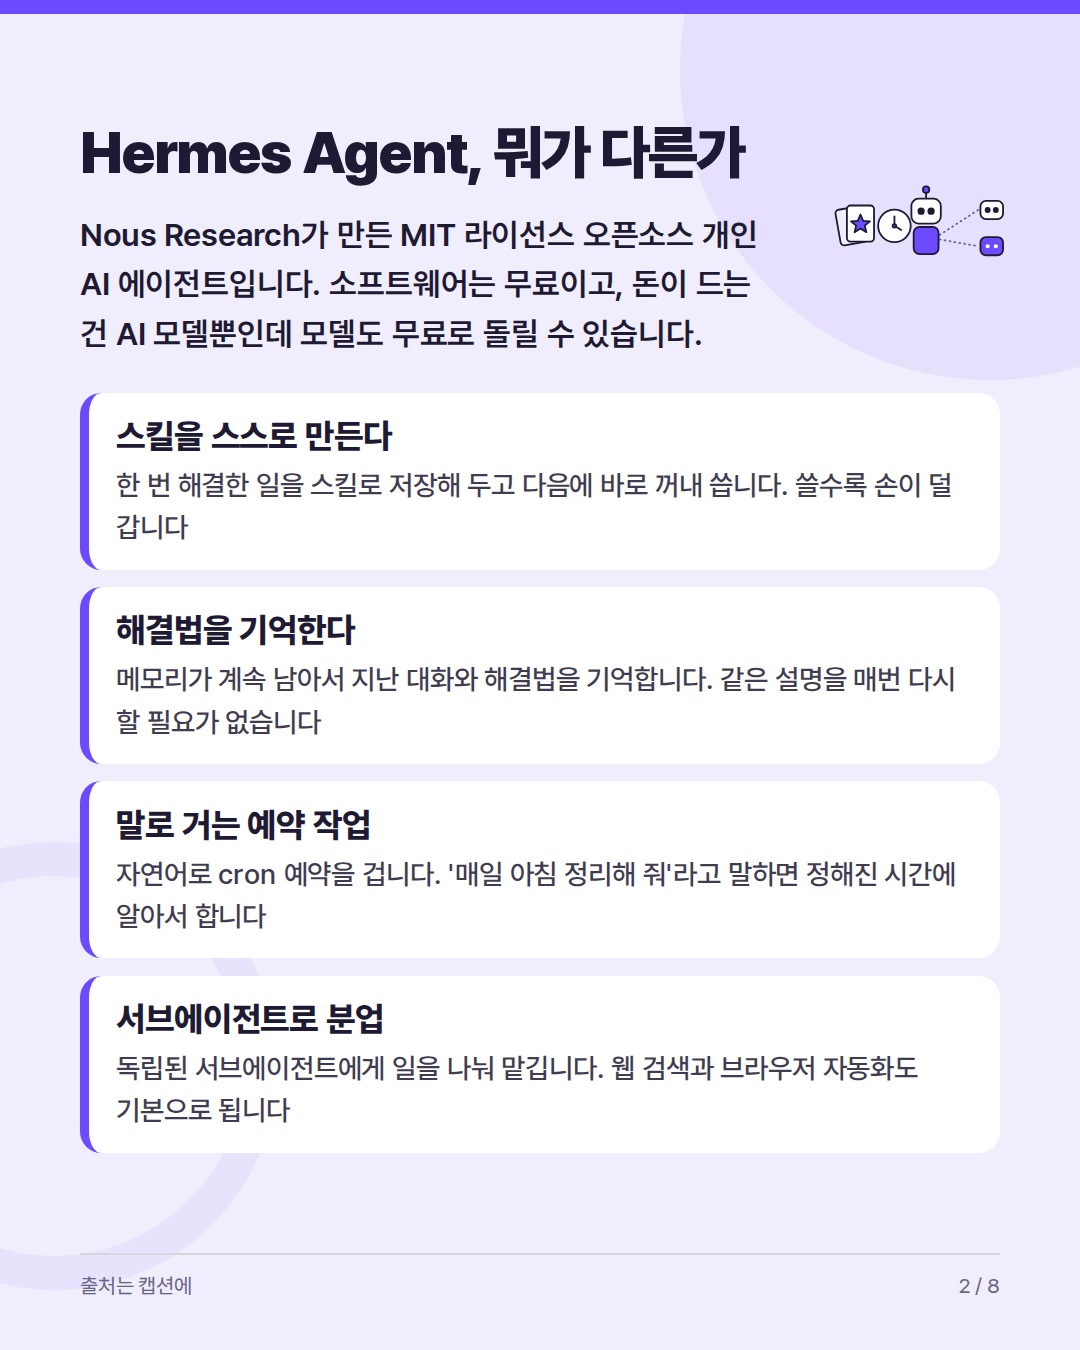 Hermes Agent, 뭐가 다른가
Nous Research가 만든 MIT 라이선스 오픈소스 개인
AI 에이전트입니다. 소프트웨어는 무료이고, 돈이 드는
건 AI 모델뿐인데 모델도 무료로 돌릴 수 있습니다.
스킬을 스스로 만든다
한 번 해결한 일을 스킬로 저장해 두고 다음에 바로 꺼내 씁니다. 쓸수록 손이 덜
갑니다
해결법을 기억한다
메모리가 계속 남아서 지난 대화와 해결법을 기억합니다. 같은 설명을 매번 다시
할 필요가 없습니다
말로 거는 예약 작업
자연어로 cron 예약을 겁니다. '매일 아침 정리해 줘'라고 말하면 정해진 시간에
알아서 합니다
서브에이전트로 분업
독립된 서브에이전트에게 일을 나눠 맡깁니다. 웹 검색과 브라우저 자동화도
기본으로 됩니다
출처는 캡션에
2 / 8